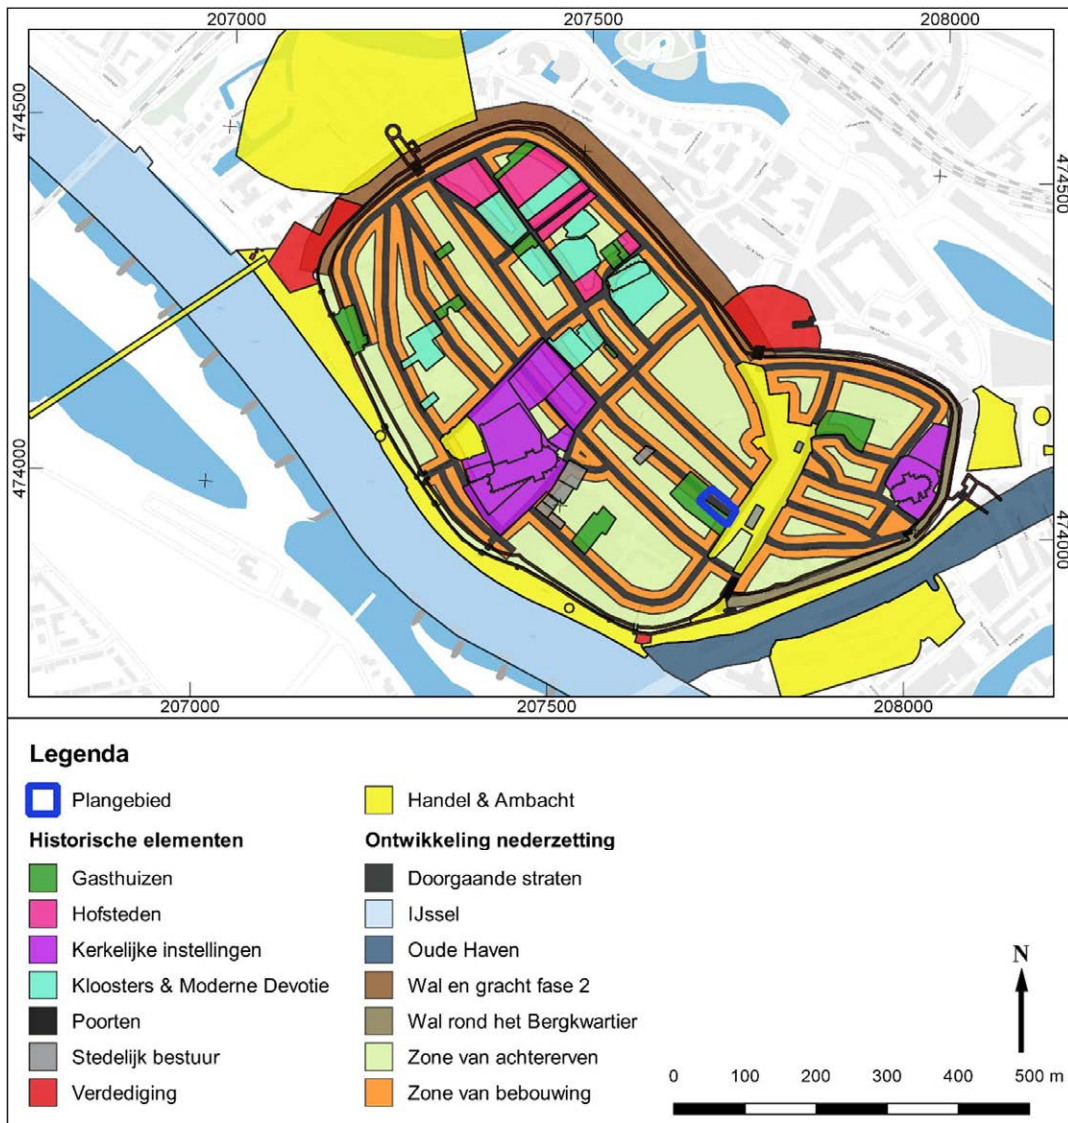 207000 207500 208000
474500
474500
474000
474000
207000 207500 208000
Legenda
Plangebied
Handel & Ambacht
Historische elementen
Ontwikkeling nederzetting
Gasthuizen
Doorgaande straten
Hofsteden
IJssel
Kerkelijke instellingen
Oude Haven
Kloosters & Moderne Devotie
Wal en gracht fase 2
Poorten
Wal rond het Bergkwartier
Stedelijk bestuur
Zone van achtererven
Verdediging
Zone van bebouwing
N
0 100 200 300 400 500 m